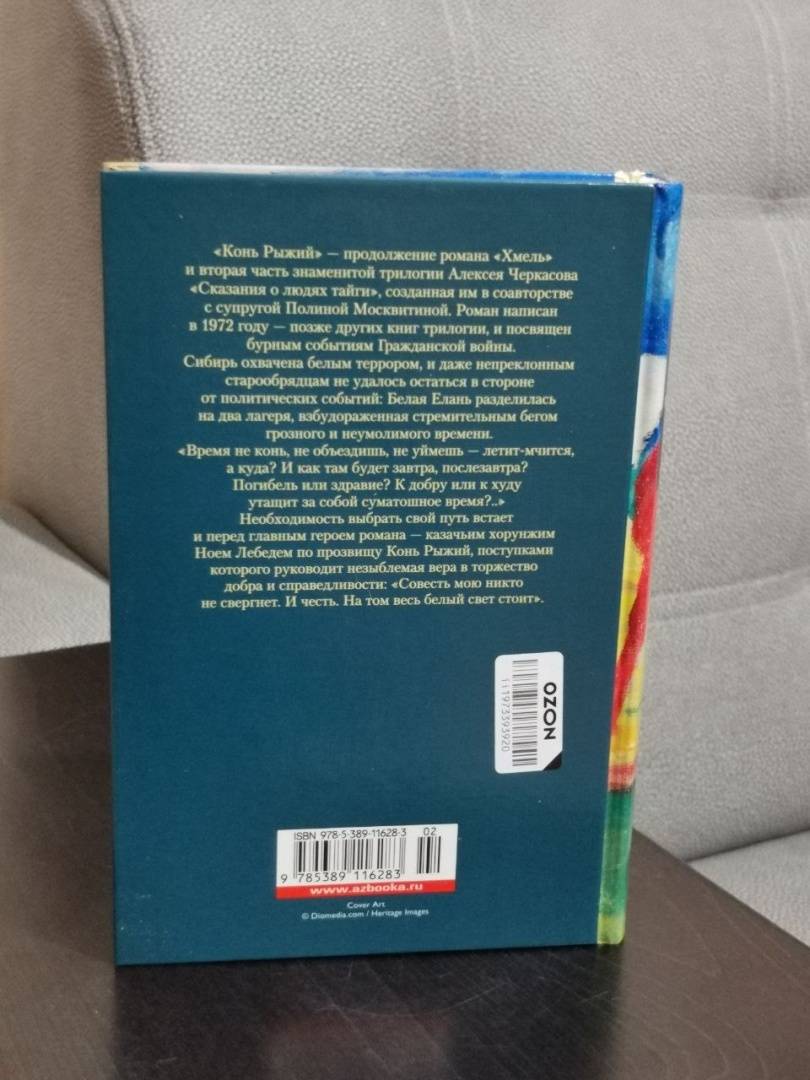 «Конь Рыжий» — продолжение романа «Хмель»
и вторая часть знаменитой трилогии Алексея Черкасова
«Сказания о людях тайги», созданная им в соавторстве
с супругой Полиной Москвитиной. Роман написан
в 1972 году — позже других книг трилогии, и посвящен
бурным событиям Гражданской войны.
Сибирь охвачена белым террором, и даже непреклонным
старообрядцам не удалось остаться в стороне
от политических событий: Белая Елань разделилась
на два лагеря, взбудораженная стремительным бегом
грозного и неумолимого времени.
«Время не конь, не объездишь, не уймешь — летит-мчится,
а куда? И как там будет завтра, послезавтра?
Погибель или здравие? К добру или к худу
утащит за собой су́матошное время?..»
Необходимость выбрать свой путь встает
и перед главным героем романа — казачьим хорунжим
Ноем Лебедем по прозвищу Конь Рыжий, поступками
которого руководит незыблемая вера в торжество
добра и справедливости: «Совесть мою никто
не свергнет. И честь. На том весь белый свет стоит».
OZON
111973393920
ISBN 978-5-389-11628-3 02
9 785389 116283
www.azbooka.ru
Cover Art
© Diomedia.com / Heritage Images